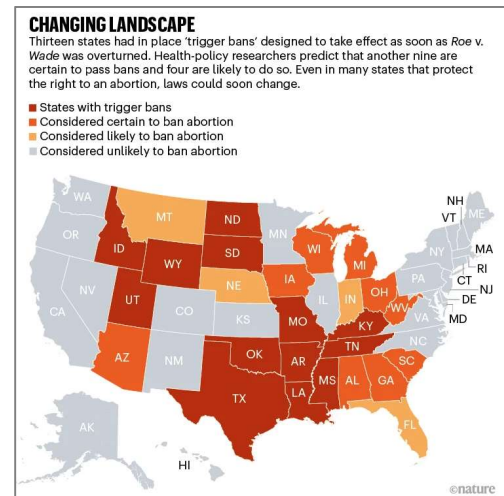 CHANGING LANDSCAPE
Thirteen states had in place ‘trigger bans’ designed to take effect as soon as Roe v.
Wade was overturned. Health-policy researchers predict that another nine are
certain to pass bans and four are likely to do so. Even in many states that protect
the right to an abortion, laws could soon change.
States with trigger bans
Considered certain to ban abortion
Considered likely to ban abortion
Considered unlikely to ban abortion
WA
MT
ND
MN
NH
VT
ME
OR
ID
SD
WI
MI
NY
MA
WY
RI
NV
NE
IA
PA
CT
NJ
UT
CO
IL
IN
OH
WV
DE
CA
KS
MO
KY
VA
MD
AZ
NM
OK
AR
TN
NC
SC
TX
LA
MS
AL
GA
FL
AK
HI
©nature